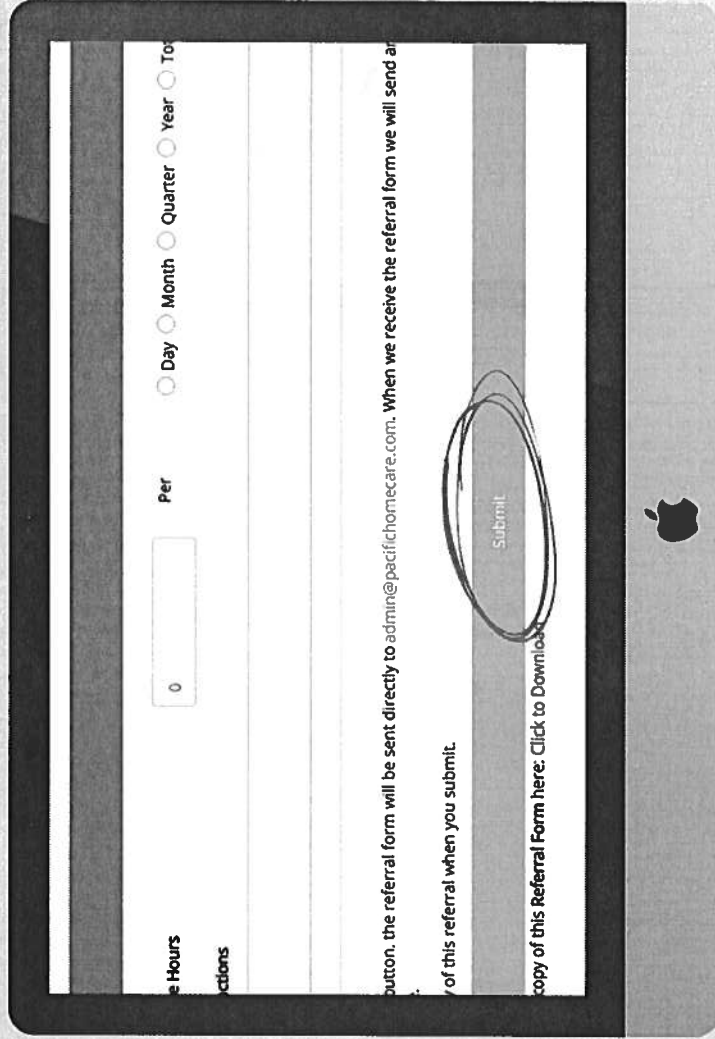 e Hours
0
Per
Day Month Quarter Year To
ctions
button, the referral form will be sent directly to admin@pacifichomecare.com. When we receive the referral form we will send
of this referral when you submit.
Submit
copy of this Referral Form here: Click to Download